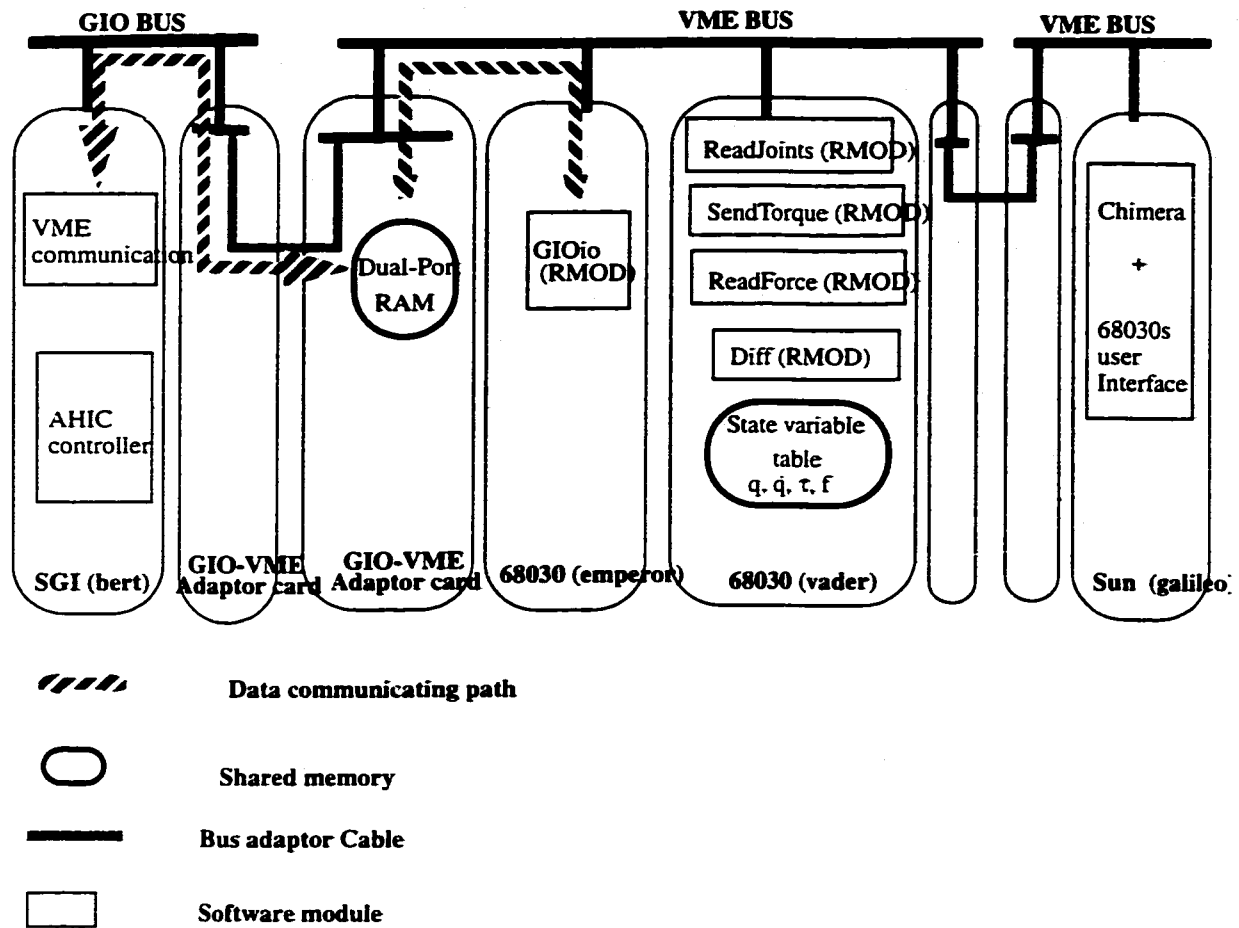 GIO BUS
VME BUS
VME BUS
VME
communication
AHIC
controller
SGI (bert)
GIO-VME
Adaptor card
Dual-Port
RAM
GIO-VME
Adaptor card
GIOio
(RMOD)
68030 (emperor)
ReadJoints (RMOD)
SendTorque (RMOD)
ReadForce (RMOD)
Diff (RMOD)
State variable
table
q, q̇, τ, f
68030 (vader)
Chimera
+
68030s
user
Interface
Sun (galileo)
Data communicating path
Shared memory
Bus adaptor Cable
Software module